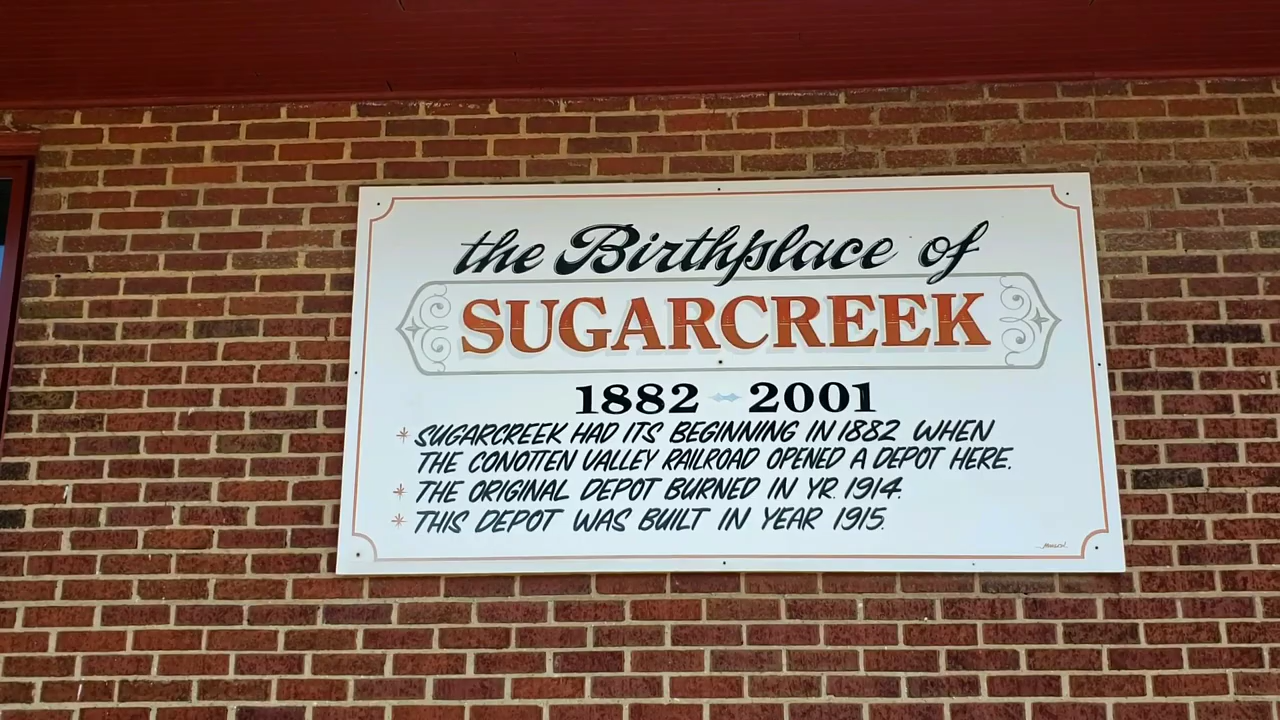 the Birthplace of
SUGARCREEK
1882 2001
* SUGARCREEK HAD ITS BEGINNING IN 1882 WHEN
THE CONOTTEN VALLEY RAILROAD OPENED A DEPOT HERE.
* THE ORIGINAL DEPOT BURNED IN YR. 1914.
* THIS DEPOT WAS BUILT IN YEAR 1915.